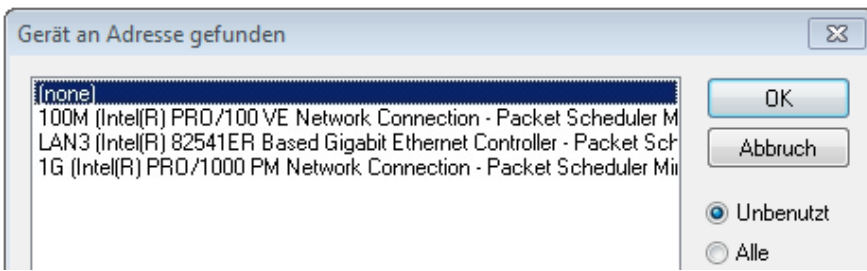 Gerät an Adresse gefunden
(none)
100M (Intel(R) PRO/100 VE Network Connection - Packet Scheduler M
LAN3 (Intel(R) 82541ER Based Gigabit Ethernet Controller - Packet Sch
1G (Intel(R) PRO/1000 PM Network Connection - Packet Scheduler Mi
OK
Abbruch
Unbenutzt
Alle